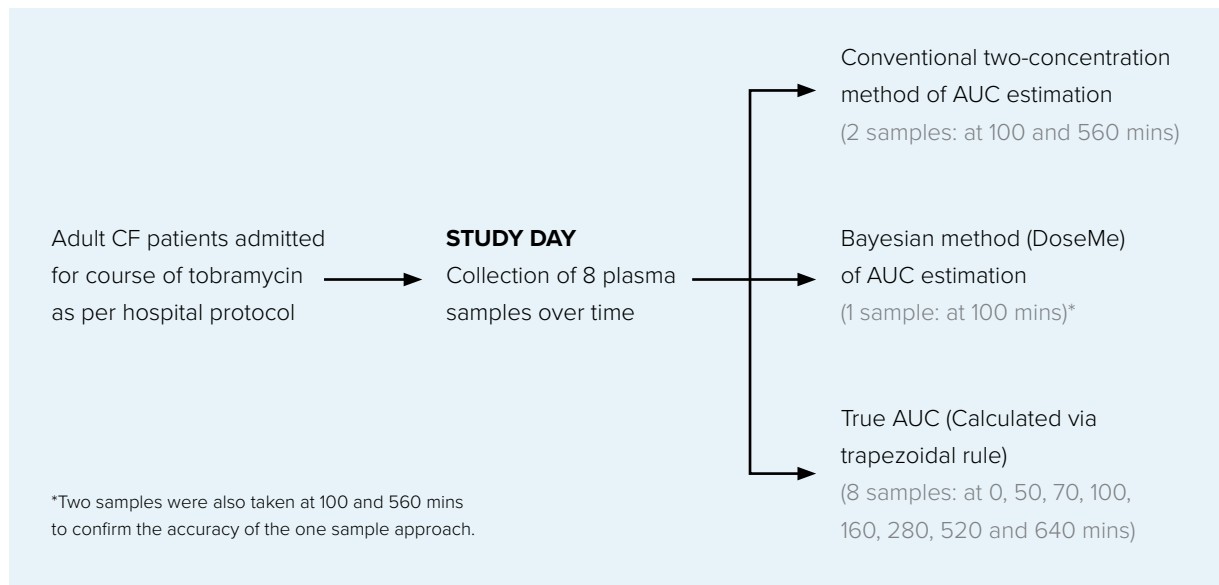 Adult CF patients admitted
for course of tobramycin
as per hospital protocol
STUDY DAY
Collection of 8 plasma
samples over time
Conventional two-concentration
method of AUC estimation
(2 samples: at 100 and 560 mins)
Bayesian method (DoseMe)
of AUC estimation
(1 sample: at 100 mins)*
True AUC (Calculated via
trapezoidal rule)
(8 samples: at 0, 50, 70, 100,
160, 280, 520 and 640 mins)
*Two samples were also taken at 100 and 560 mins
to confirm the accuracy of the one sample approach.